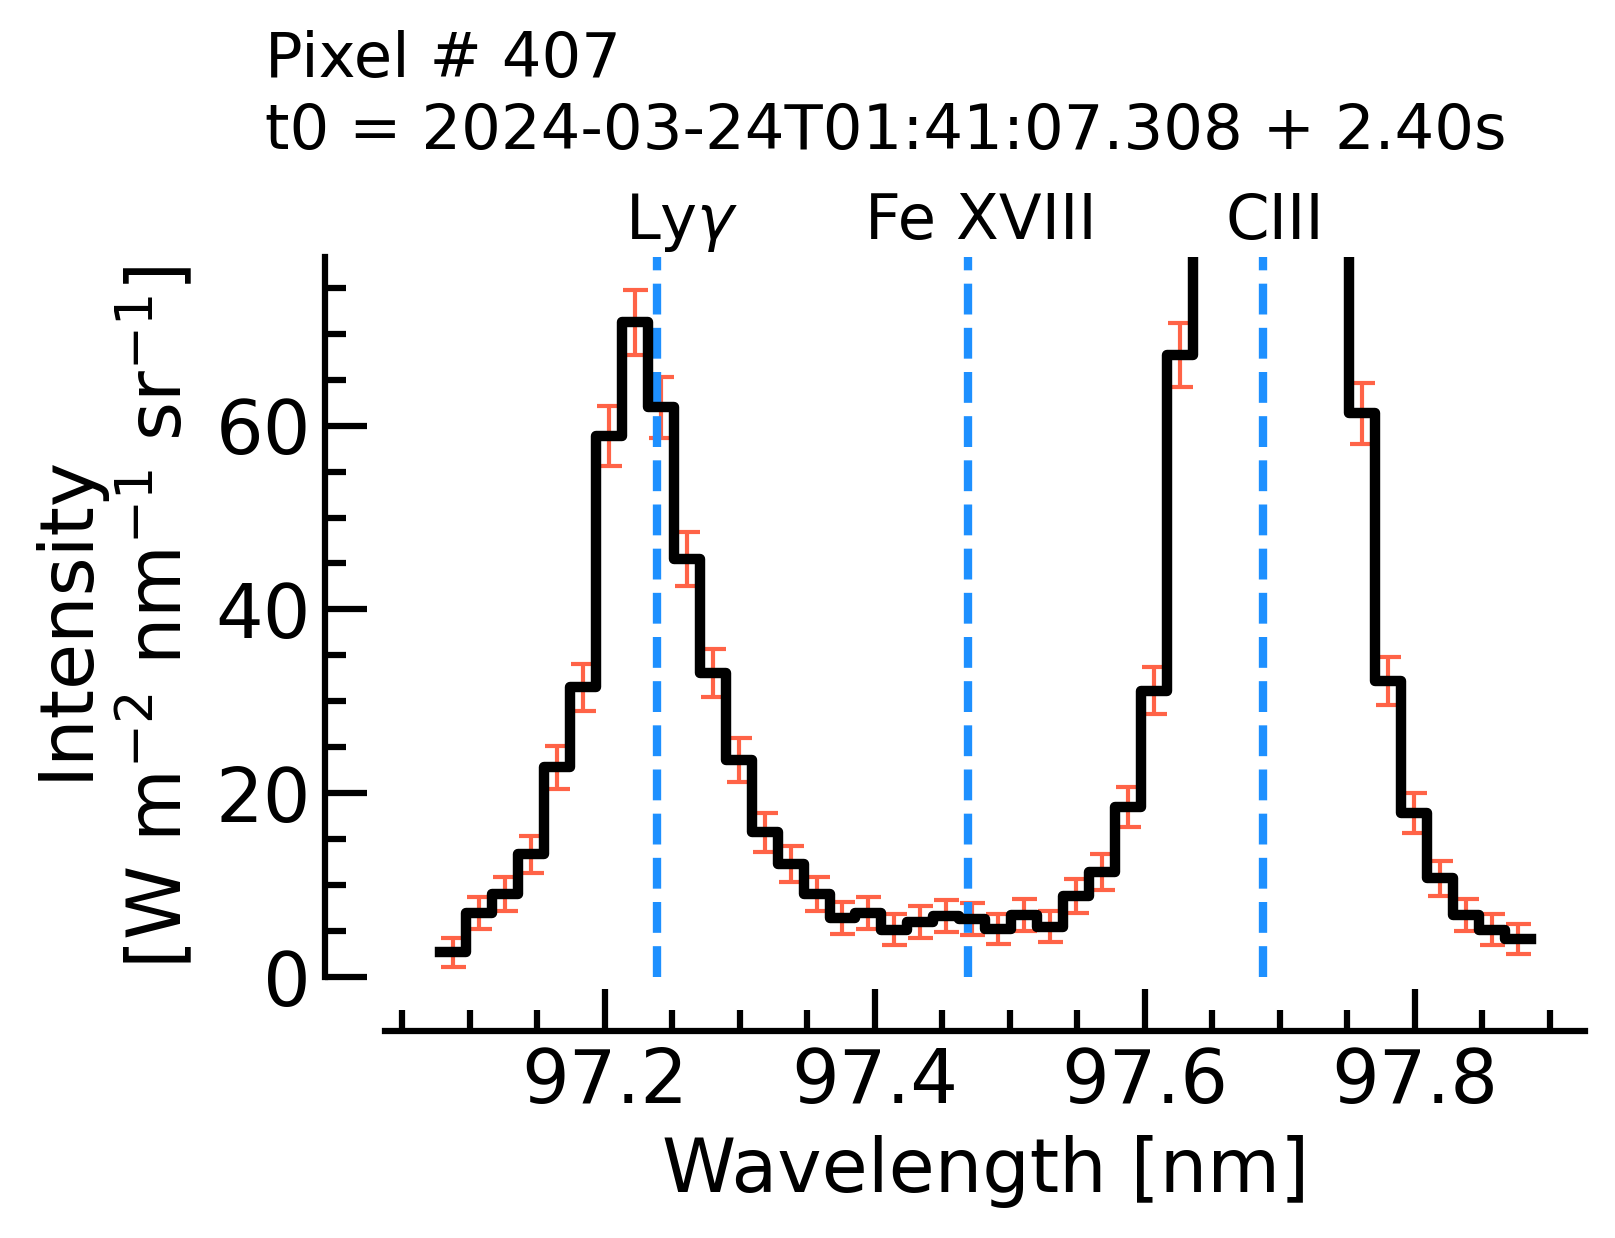 Pixel # 407
t0 = 2024-03-24T01:41:07.308 + 2.40s
Lyγ Fe XVIII CIII
Intensity
[W m⁻² nm⁻¹ sr⁻¹]
60
40
20
0
97.2 97.4 97.6 97.8
Wavelength [nm]